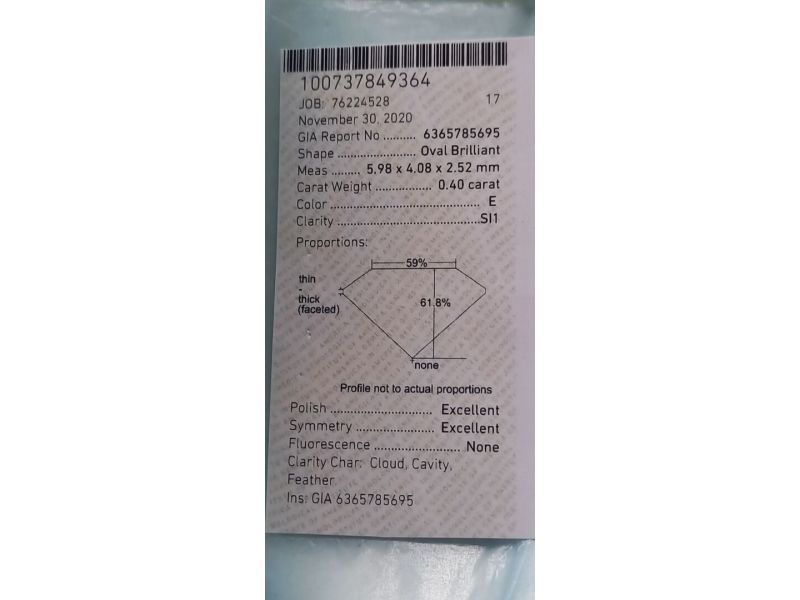 100737849364
JOB: 76224528 17
November 30, 2020
GIA Report No .......... 6365785695
Shape ...................... Oval Brilliant
Meas ........ 5.98 x 4.08 x 2.52 mm
Carat Weight ................ 0.40 carat
Color .......................................... E
Clarity ........................................SI1
Proportions:
59%
thin
-
thick
(faceted)
61.8%
none
Profile not to actual proportions
Polish ............................. Excellent
Symmetry ...................... Excellent
Fluorescence ........................ None
Clarity Char: Cloud, Cavity,
Feather
Ins: GIA 6365785695